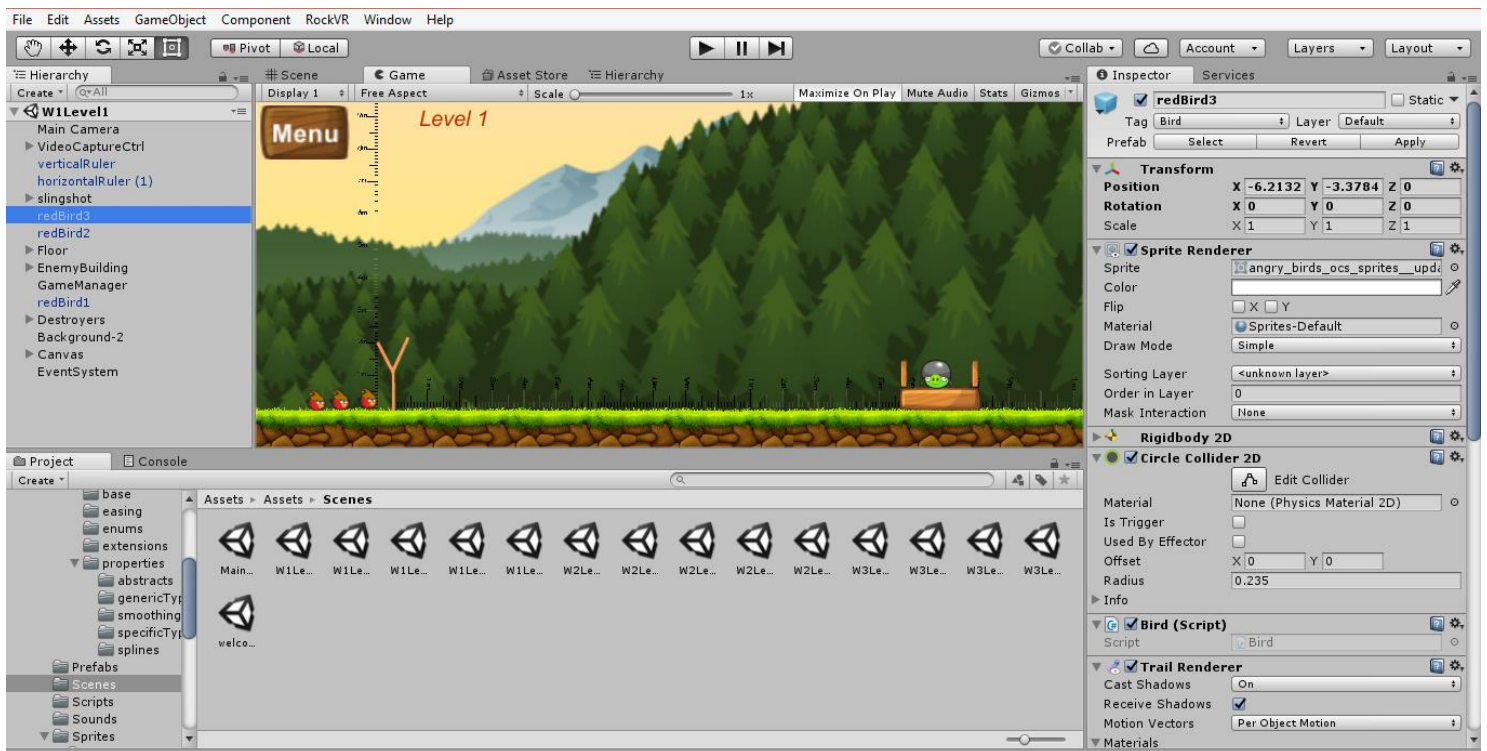 File Edit Assets GameObject Component RockVR Window Help
Pivot Local Collab Account Layers Layout
Hierarchy
Create All
W1Level1
Main Camera
VideoCaptureCtrl
verticalRuler
horizontalRuler (1)
slingshot
redBird3
redBird2
Floor
EnemyBuilding
GameManager
redBird1
Destroyers
Background-2
Canvas
EventSystem
Scene Game Asset Store Hierarchy
Display 1 Free Aspect Scale 1x Maximize On Play Mute Audio Stats Gizmos
Menu
Level 1
Inspector Services
redBird3 Static
Tag Bird Layer Default
Prefab Select Revert Apply
Transform
Position X -6.2132 Y -3.3784 Z 0
Rotation X 0 Y 0 Z 0
Scale X 1 Y 1 Z 1
Sprite Renderer
Sprite angry_birds_ocs_sprites__upda
Color
Flip X Y
Material Sprites-Default
Draw Mode Simple
Sorting Layer <unknown layer>
Order in Layer 0
Mask Interaction None
Rigidbody 2D
Circle Collider 2D
Edit Collider
Material None (Physics Material 2D)
Is Trigger
Used By Effector
Offset X 0 Y 0
Radius 0.235
Info
Bird (Script)
Script Bird
Trail Renderer
Cast Shadows On
Receive Shadows
Motion Vectors Per Object Motion
Materials
Project Console
Create
base
easing
enums
extensions
properties
abstracts
genericTyp
smoothing
specificTyp
splines
Prefabs
Scenes
Scripts
Sounds
Sprites
Assets Assets Scenes
Main... W1Le... W1Le... W1Le... W1Le... W1Le... W2Le... W2Le... W2Le... W2Le... W2Le... W3Le... W3Le... W3Le... W3Le...
welco...